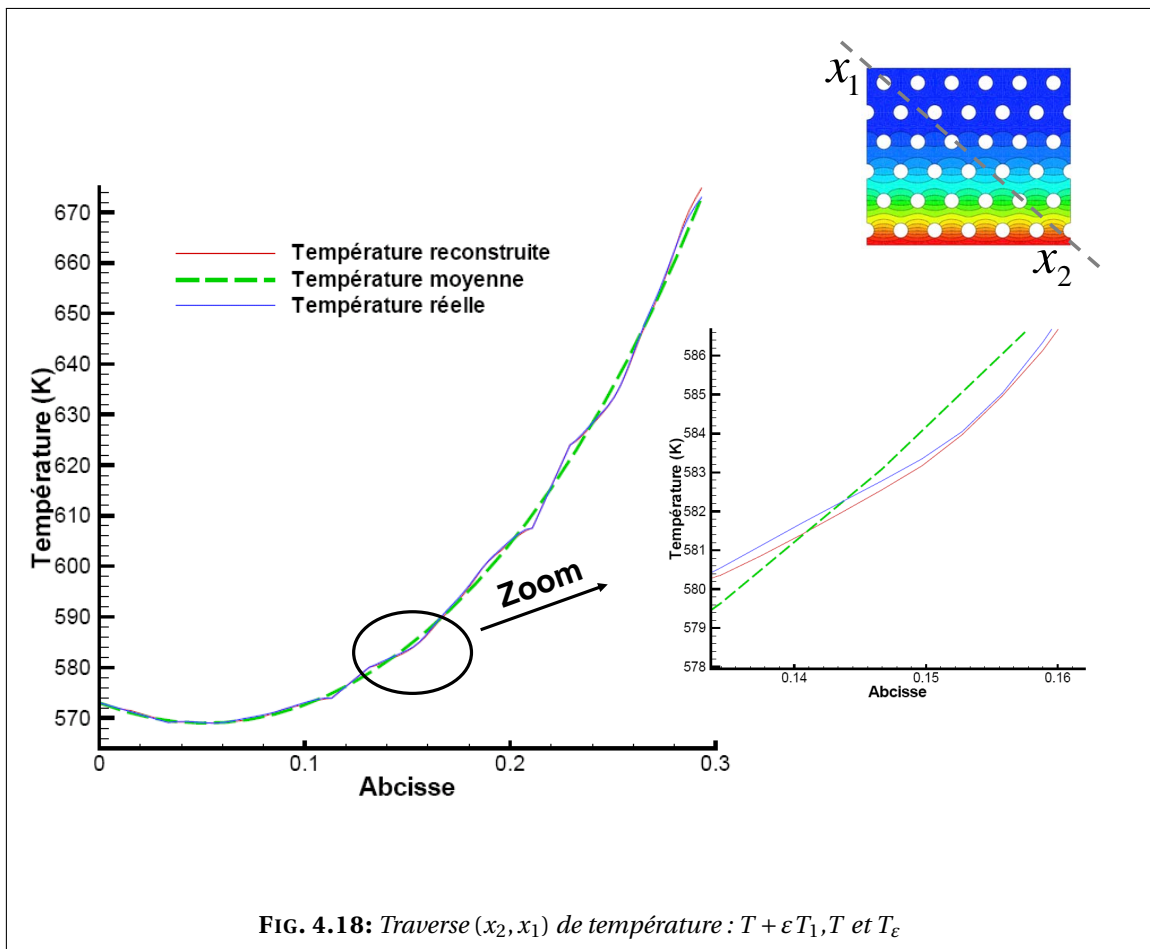 x1
x2
670
660
650
640
630
620
610
600
590
580
570
Température (K)
0
0.1
0.2
0.3
Abcisse
Température reconstruite
Température moyenne
Température réelle
Zoom
586
585
584
583
582
581
580
579
578
Température (K)
0.14
0.15
0.16
Abcisse
FIG. 4.18: Traverse (x2, x1) de température : T + εT1, T et Tε